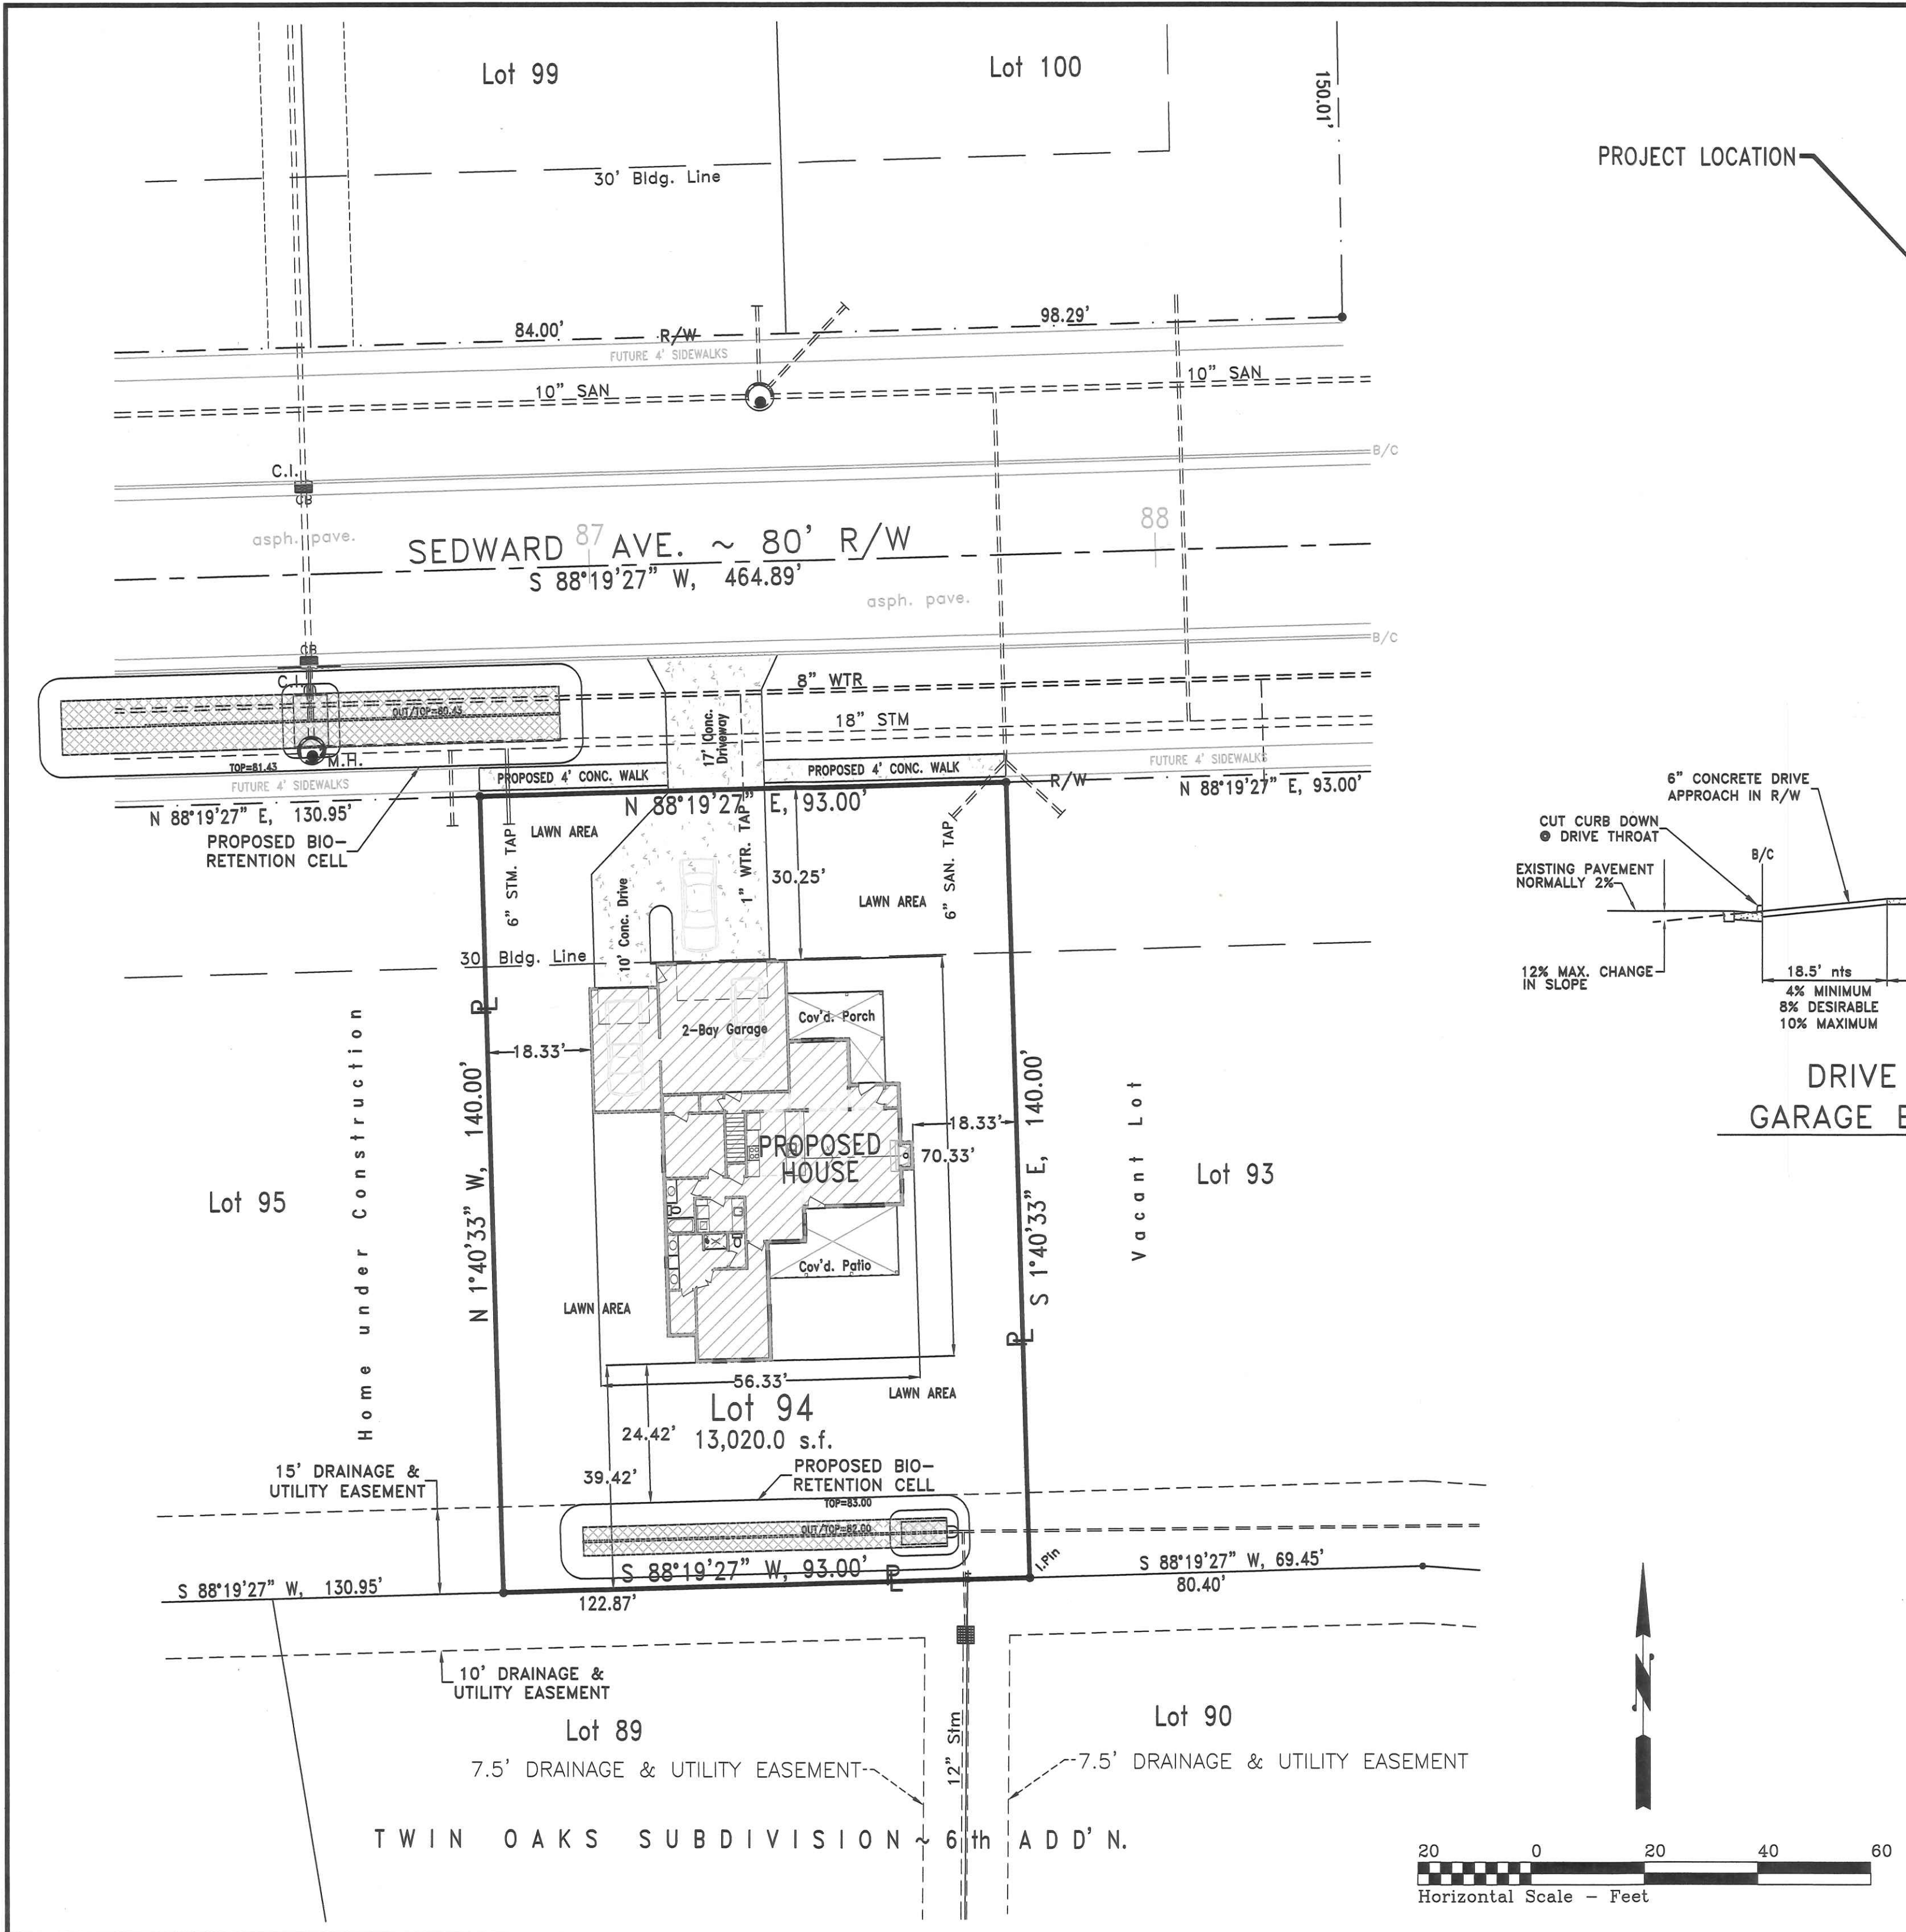 Lot 99
Lot 100
150.01'
30' Bldg. Line
PROJECT LOCATION
84.00'
R/W
98.29'
FUTURE 4' SIDEWALKS
10" SAN
10" SAN
B/C
C.I.
CB
asph. pave.
87
88
SEDWARD AVE. ~ 80' R/W
S 88°19'27" W, 464.89'
asph. pave.
B/C
CB
C.I.
8" WTR
OUT/TOP=80.43
18" STM
17' Conc.
Driveway
M.H.
TOP=81.43
PROPOSED 4' CONC. WALK
PROPOSED 4' CONC. WALK
FUTURE 4' SIDEWALKS
FUTURE 4' SIDEWALKS
R/W
N 88°19'27" E, 130.95'
N 88°19'27" E, 93.00'
N 88°19'27" E, 93.00'
PROPOSED BIO-
RETENTION CELL
6" STM. TAP
LAWN AREA
1" WTR. TAP
30.25'
LAWN AREA
6" SAN. TAP
10' Conc. Drive
30 Bldg. Line
6" CONCRETE DRIVE
APPROACH IN R/W
CUT CURB DOWN
@ DRIVE THROAT
B/C
EXISTING PAVEMENT
NORMALLY 2%
12% MAX. CHANGE
IN SLOPE
18.5' nts
4% MINIMUM
8% DESIRABLE
10% MAXIMUM
DRIVE
GARAGE E
PL
18.33'
2-Bay Garage
Cov'd. Porch
N 1°40'33" W, 140.00'
Home under Construction
Lot 95
PROPOSED
HOUSE
18.33'
70.33'
S 1°40'33" E, 140.00'
Vacant Lot
Lot 93
Cov'd. Patio
LAWN AREA
PL
56.33'
LAWN AREA
Lot 94
13,020.0 s.f.
24.42'
39.42'
PROPOSED BIO-
RETENTION CELL
TOP=83.00
OUT/TOP=82.00
15' DRAINAGE &
UTILITY EASEMENT
S 88°19'27" W, 93.00'
PL
I.Pin
S 88°19'27" W, 130.95'
S 88°19'27" W, 69.45'
122.87'
80.40'
10' DRAINAGE &
UTILITY EASEMENT
Lot 89
Lot 90
12" Stm
7.5' DRAINAGE & UTILITY EASEMENT
7.5' DRAINAGE & UTILITY EASEMENT
TWIN OAKS SUBDIVISION ~ 6th ADD'N.
N
20 0 20 40 60
Horizontal Scale - Feet